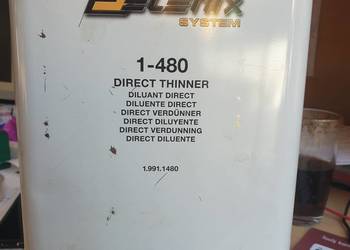 SYSTEM
1-480
DIRECT THINNER
DILUANT DIRECT
DILUENTE DIRECT
DIRECT VERDÜNNER
DIRECT DILUYENTE
DIRECT VERDUNNING
DIRECT DILUENTE
1.991.1480